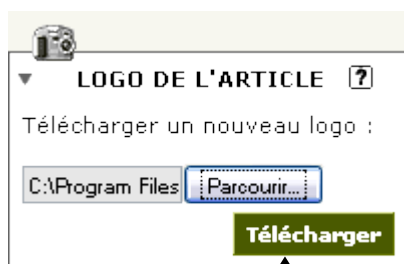 LOGO DE L'ARTICLE ?
Télécharger un nouveau logo :
C:\Program Files Parcourir...
Télécharger